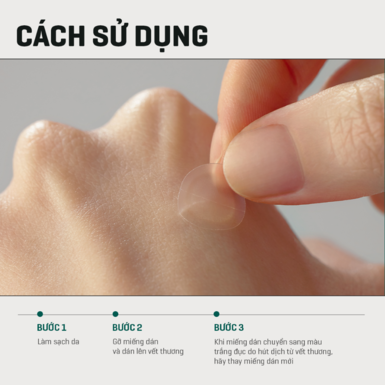 CÁCH SỬ DỤNG
BƯỚC 1
Làm sạch da
BƯỚC 2
Gỡ miếng dán
và dán lên vết thương
BƯỚC 3
Khi miếng dán chuyển sang màu
trắng đục do hút dịch từ vết thương,
hãy thay miếng dán mới